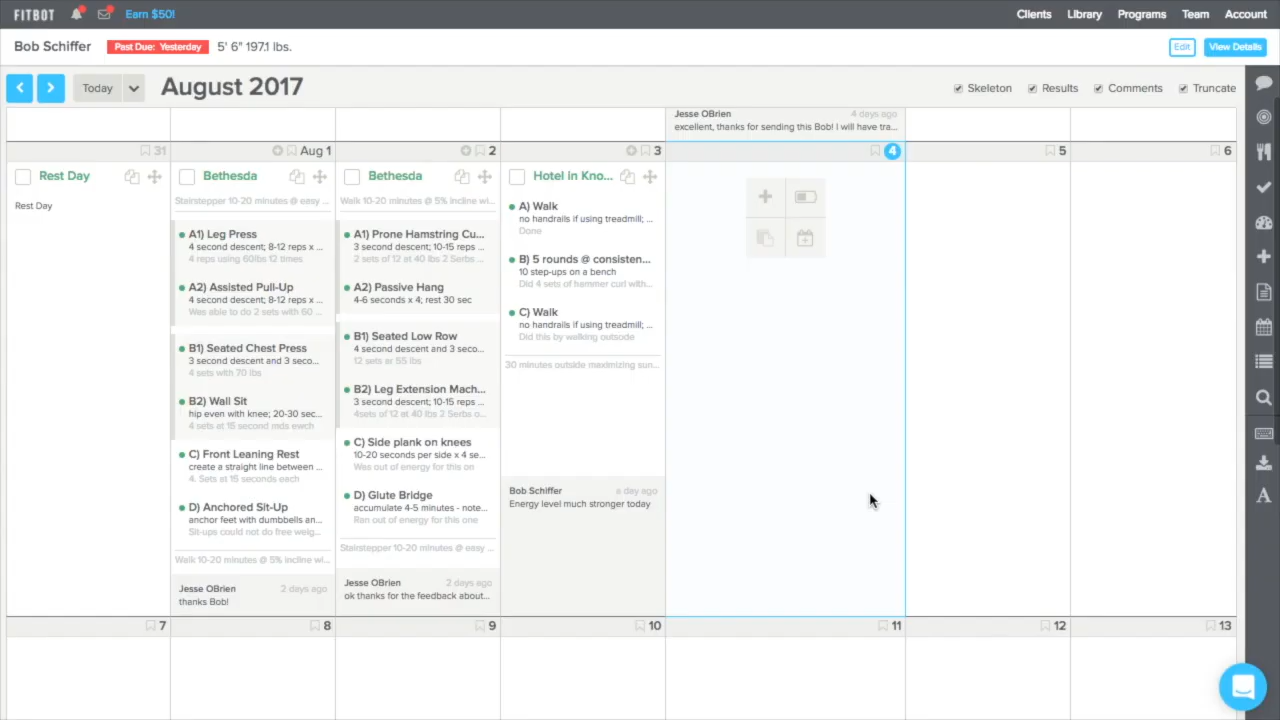 FITBOT Earn $50! Clients Library Programs Team Account
Bob Schiffer Past Due: Yesterday 5' 6" 197.1 lbs. Edit View Details
Today August 2017 Skeleton Results Comments Truncate
Jesse OBrien 4 days ago
excellent, thanks for sending this Bob! I will have tra...
31 Aug 1 2 3 4 5 6
Rest Day
Rest Day
Bethesda
Stairstepper 10-20 minutes @ easy ...
A1) Leg Press
4 second descent; 8-12 reps x ...
4 reps using 60lbs 12 times
A2) Assisted Pull-Up
4 second descent; 8-12 reps x ...
Was able to do 2 sets with 60 ...
B1) Seated Chest Press
3 second descent and 3 seco...
4 sets with 70 lbs
B2) Wall Sit
hip even with knee; 20-30 sec...
4 sets at 15 second mds ewch
C) Front Leaning Rest
create a straight line between ...
4. Sets at 15 seconds each
D) Anchored Sit-Up
anchor feet with dumbbells an...
Sit-ups could not do free weig...
Walk 10-20 minutes @ 5% incline wi...
Jesse OBrien 2 days ago
thanks Bob!
Bethesda
Walk 10-20 minutes @ 5% incline wi...
A1) Prone Hamstring Cu...
3 second descent; 10-15 reps ...
2 sets of 12 at 40 lbs 2 Serbs ...
A2) Passive Hang
4-6 seconds x 4; rest 30 sec
B1) Seated Low Row
4 second descent and 3 seco...
12 sets ar 55 lbs
B2) Leg Extension Mach...
3 second descent; 10-15 reps ...
4sets of 12 at 40 lbs 2 Serbs o...
C) Side plank on knees
10-20 seconds per side x 4 se...
Was out of energy for this on
D) Glute Bridge
accumulate 4-5 minutes - note...
Ran out of energy for this one
Stairstepper 10-20 minutes @ easy ...
Jesse OBrien 2 days ago
ok thanks for the feedback about...
Hotel in Kno...
A) Walk
no handrails if using treadmill; ...
Done
B) 5 rounds @ consisten...
10 step-ups on a bench
Did 4 sets of hammer curl with...
C) Walk
no handrails if using treadmill; ...
Did this by walking outsode
30 minutes outside maximizing sun...
Bob Schiffer a day ago
Energy level much stronger today
7 8 9 10 11 12 13